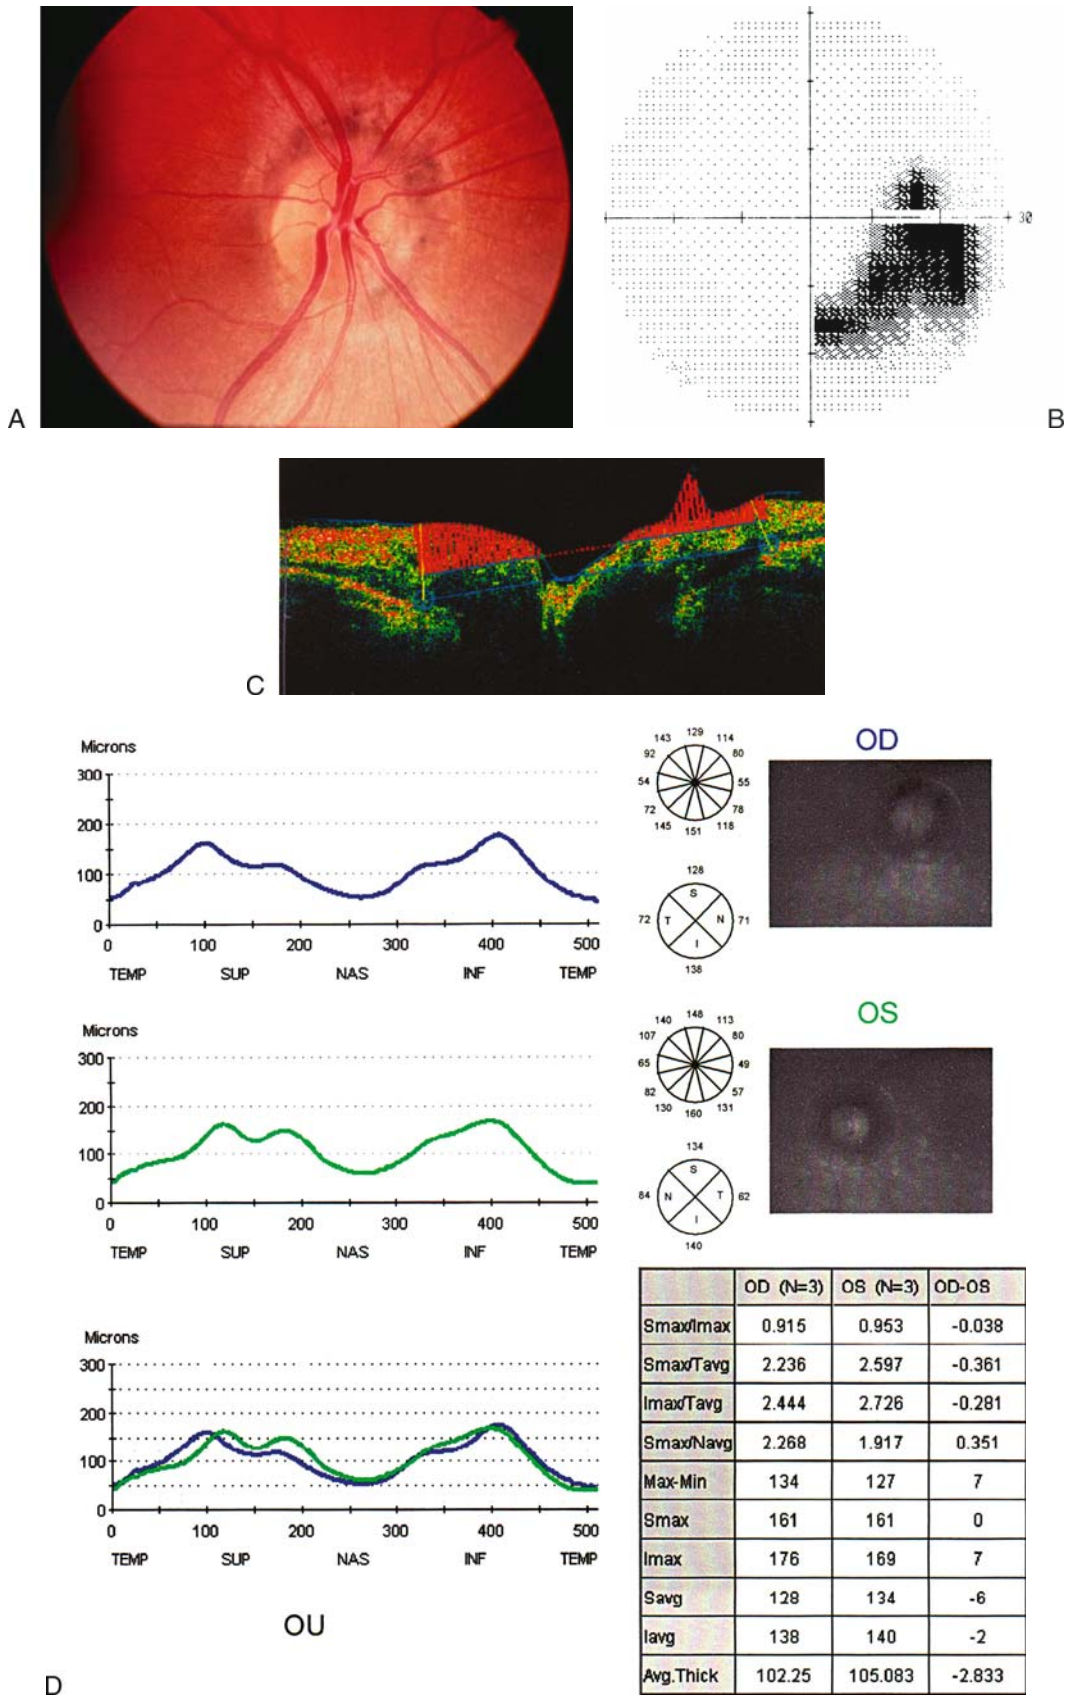 A
30
B
C
Microns
300
200
100
0
0 100 200 300 400 500
TEMP SUP NAS INF TEMP
143 129 114
92 80
54 55
72 78
145 151 118
128
S
72 T N 71
I
138
OD
Microns
300
200
100
0
0 100 200 300 400 500
TEMP SUP NAS INF TEMP
140 148 113
107 80
65 49
82 57
130 160 131
134
S
84 N T 62
I
140
OS
Microns
300
200
100
0
0 100 200 300 400 500
TEMP SUP NAS INF TEMP
OU
OD (N=3) OS (N=3) OD-OS
Smax/Imax 0.915 0.953 -0.038
Smax/Tavg 2.236 2.597 -0.361
Imax/Tavg 2.444 2.726 -0.281
Smax/Navg 2.268 1.917 0.351
Max-Min 134 127 7
Smax 161 161 0
Imax 176 169 7
Savg 128 134 -6
Iavg 138 140 -2
Avg.Thick 102.25 105.083 -2.833
D